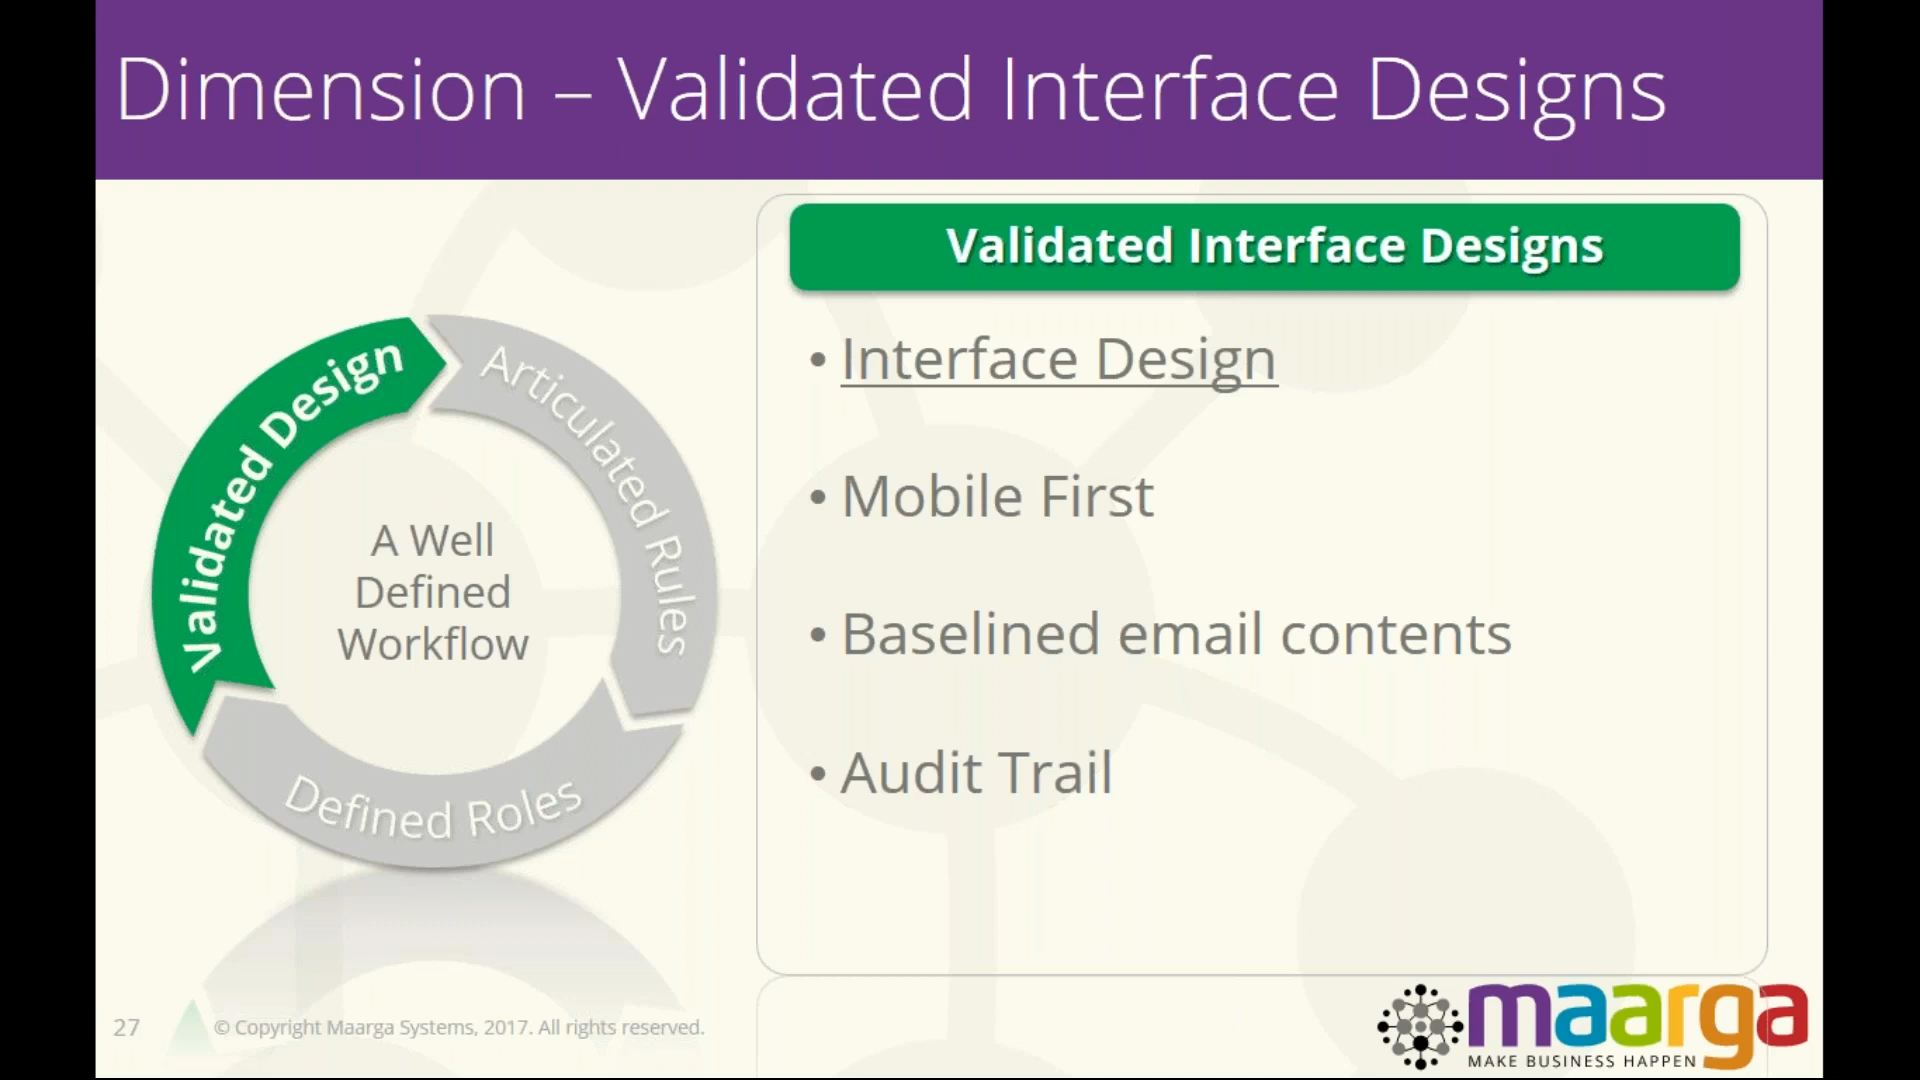 Dimension – Validated Interface Designs
Validated Design
Articulated Rules
Defined Roles
A Well
Defined
Workflow
Validated Interface Designs
• Interface Design
• Mobile First
• Baselined email contents
• Audit Trail
27
© Copyright Maarga Systems, 2017. All rights reserved.
maarga
MAKE BUSINESS HAPPEN